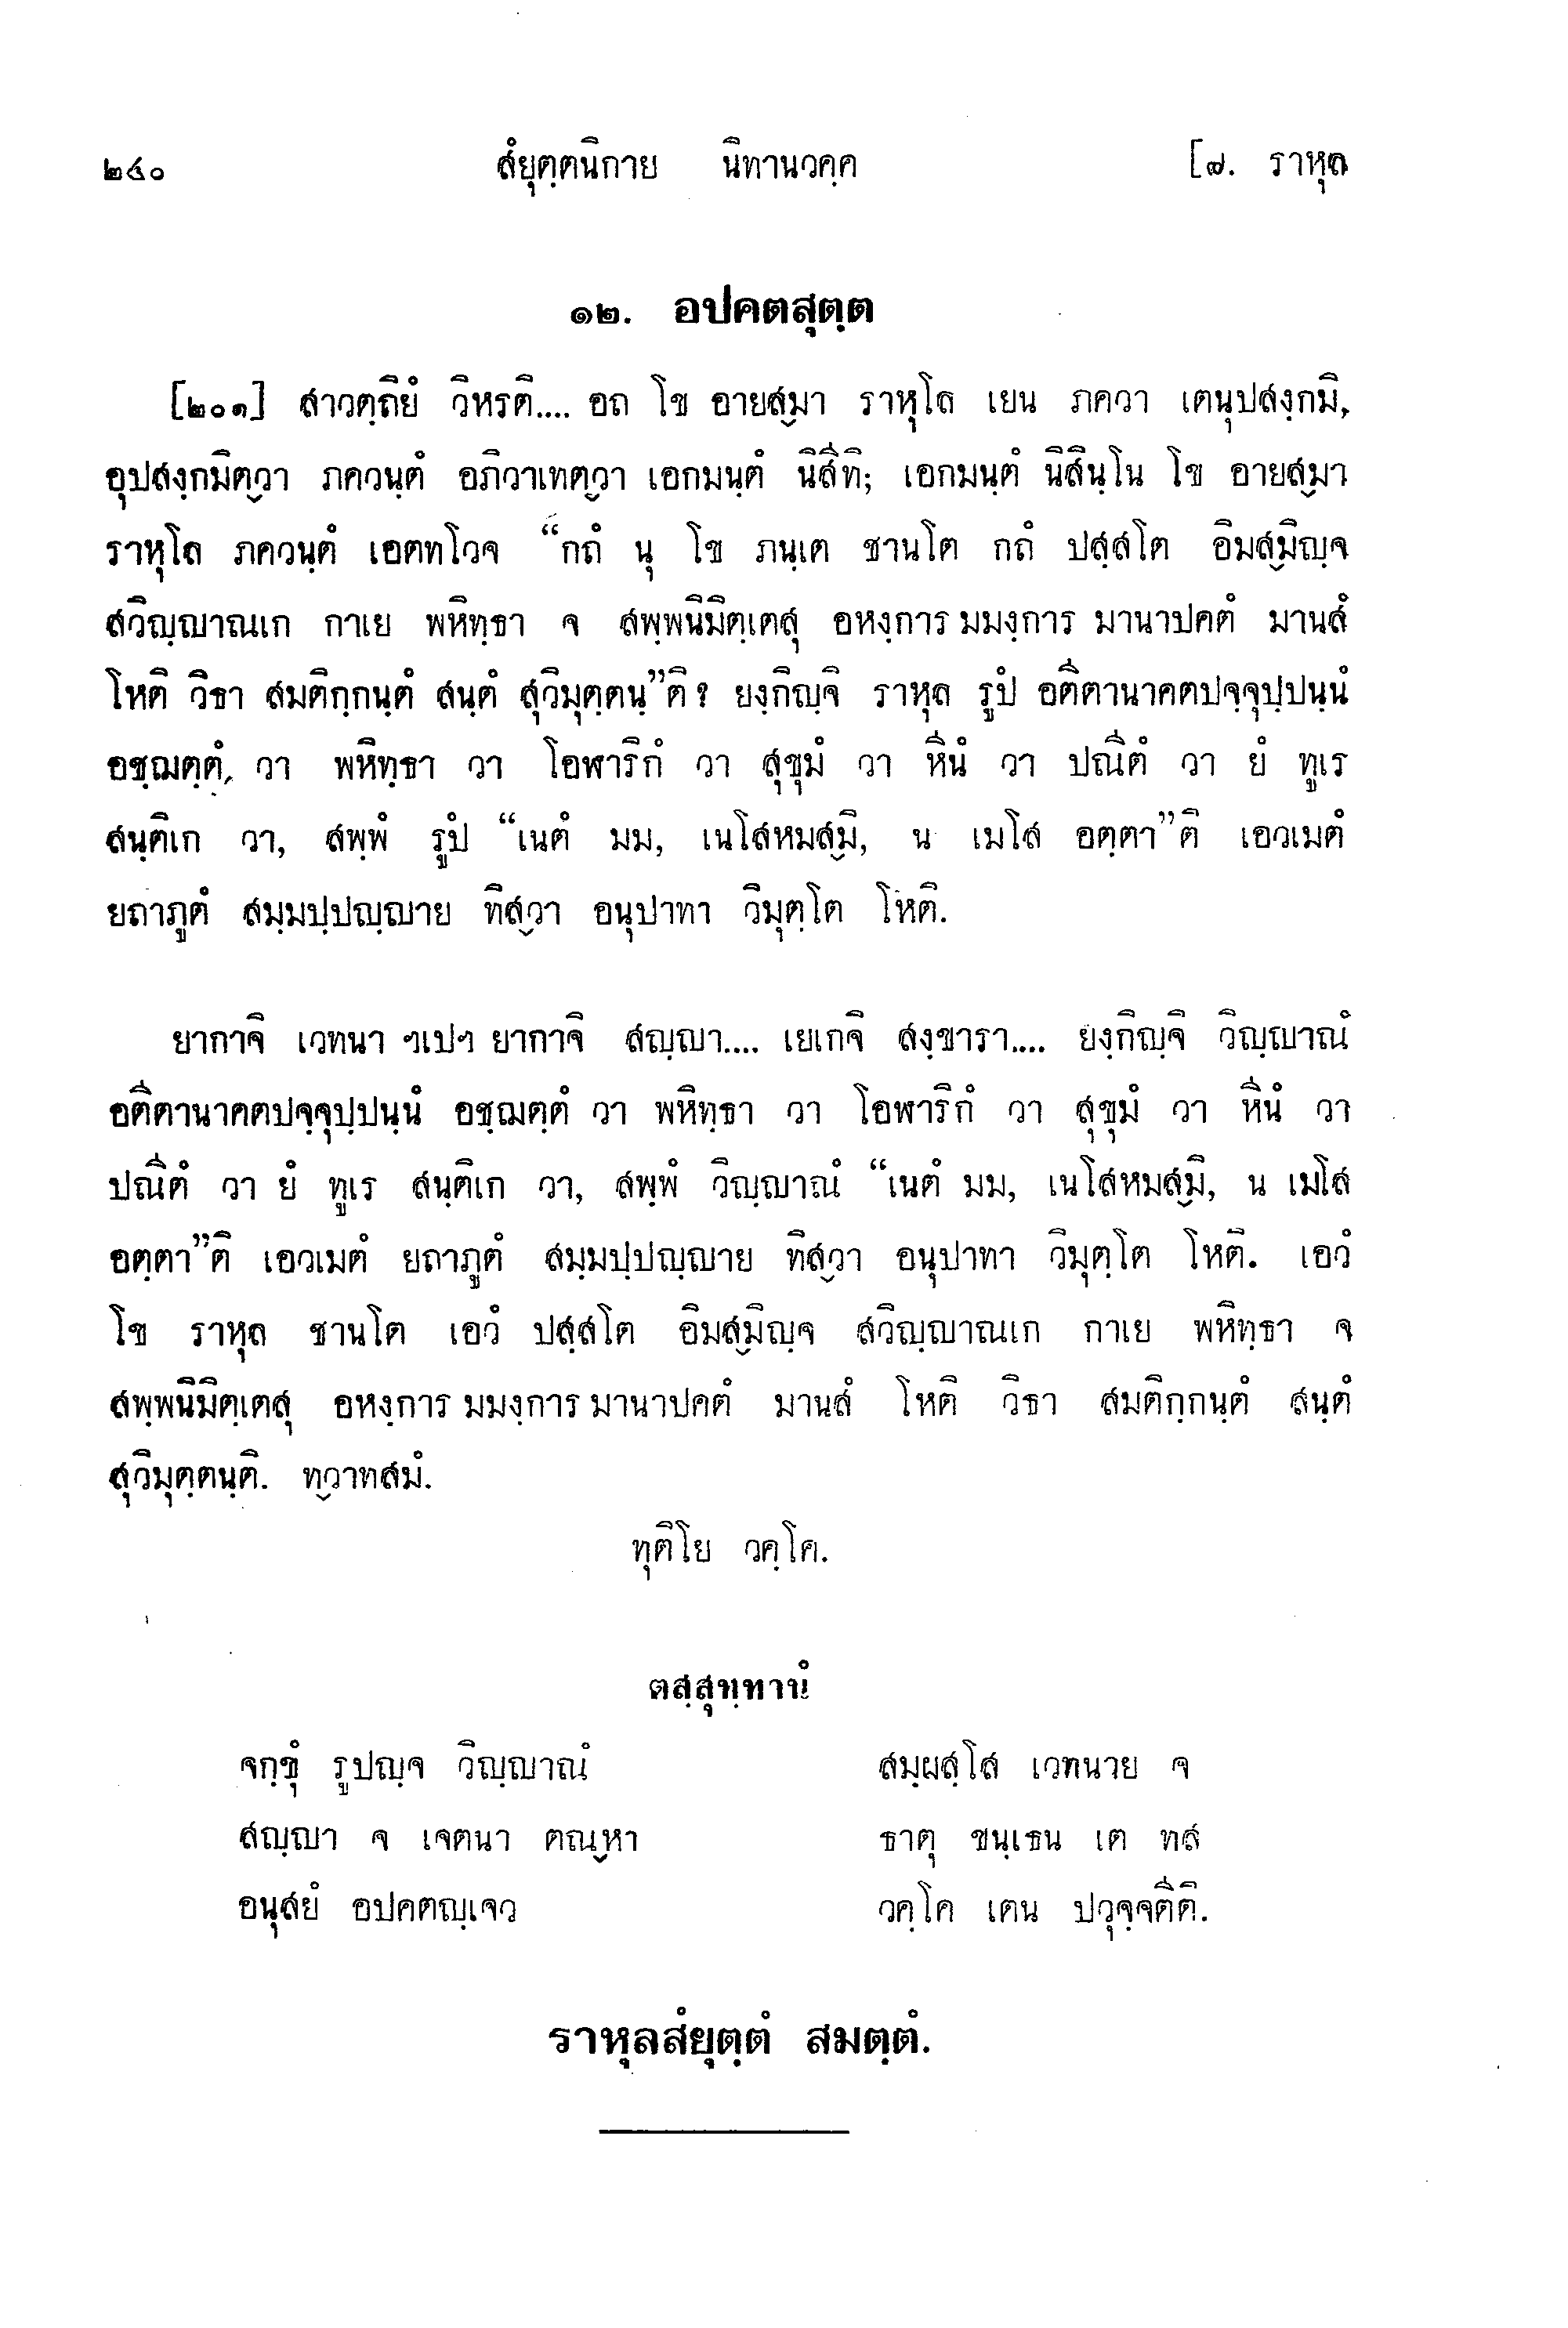 ๒๔๐ สํยุตฺตนิกาย นิทานวคฺค [๗. ราหุล
๑๒. อปคตสุตฺต
[๒๐๑] สาวตฺถิยํ วิหรติ.... อถ โข อายสฺมา ราหุโล เยน ภควา เตนุปสงฺกมิ,
อุปสงฺกมิตฺวา ภควนฺตํ อภิวาเทตฺวา เอกมนฺตํ นิสีทิ; เอกมนฺตํ นิสินฺโน โข อายสฺมา
ราหุโล ภควนฺตํ เอตทโวจ “กถํ นุ โข ภนฺเต ชานโต กถํ ปสฺสโต อิมสฺมิญฺจ
สวิญฺญาณเก กาเย พหิทฺธา จ สพฺพนิมิตฺเตสุ อหงฺการ มมงฺการ มานาปคตํ มานสํ
โหติ วิธา สมติกฺกนฺตํ สนฺตํ สุวิมุตฺตนฺ”ติ? ยงฺกิญฺจิ ราหุล รูปํ อตีตานาคตปจฺจุปฺปนฺนํ
อชฺฌตฺตํ วา พหิทฺธา วา โอฬาริกํ วา สุขุมํ วา หีนํ วา ปณีตํ วา ยํ ทูเร
สนฺติเก วา, สพฺพํ รูปํ “เนตํ มม, เนโสหมสฺมิ, น เมโส อตฺตา”ติ เอวเมตํ
ยถาภูตํ สมฺมปฺปญฺญาย ทิสฺวา อนุปาทา วิมุตฺโต โหติ.
ยากาจิ เวทนา ฯเปฯ ยากาจิ สญฺญา.... เยเกจิ สงฺขารา.... ยงฺกิญฺจิ วิญฺญาณํ
อตีตานาคตปจฺจุปฺปนฺนํ อชฺฌตฺตํ วา พหิทฺธา วา โอฬาริกํ วา สุขุมํ วา หีนํ วา
ปณีตํ วา ยํ ทูเร สนฺติเก วา, สพฺพํ วิญฺญาณํ “เนตํ มม, เนโสหมสฺมิ, น เมโส
อตฺตา”ติ เอวเมตํ ยถาภูตํ สมฺมปฺปญฺญาย ทิสฺวา อนุปาทา วิมุตฺโต โหติ. เอวํ
โข ราหุล ชานโต เอวํ ปสฺสโต อิมสฺมิญฺจ สวิญฺญาณเก กาเย พหิทฺธา จ
สพฺพนิมิตฺเตสุ อหงฺการ มมงฺการ มานาปคตํ มานสํ โหติ วิธา สมติกฺกนฺตํ สนฺตํ
สุวิมุตฺตนฺติ. ทฺวาทสมํ.
ทุติโย วคฺโค.
ตสฺสุทฺทานํ
จกฺขุํ รูปญฺจ วิญฺญาณํ สมฺผสฺโส เวทนาย จ
สญฺญา จ เจตนา ตณฺหา ธาตุ ขนฺเธน เต ทส
อนุสยํ อปคตญฺเจว วคฺโค เตน ปวุจฺจตีติ.
ราหุลสํยุตฺตํ สมตฺตํ.